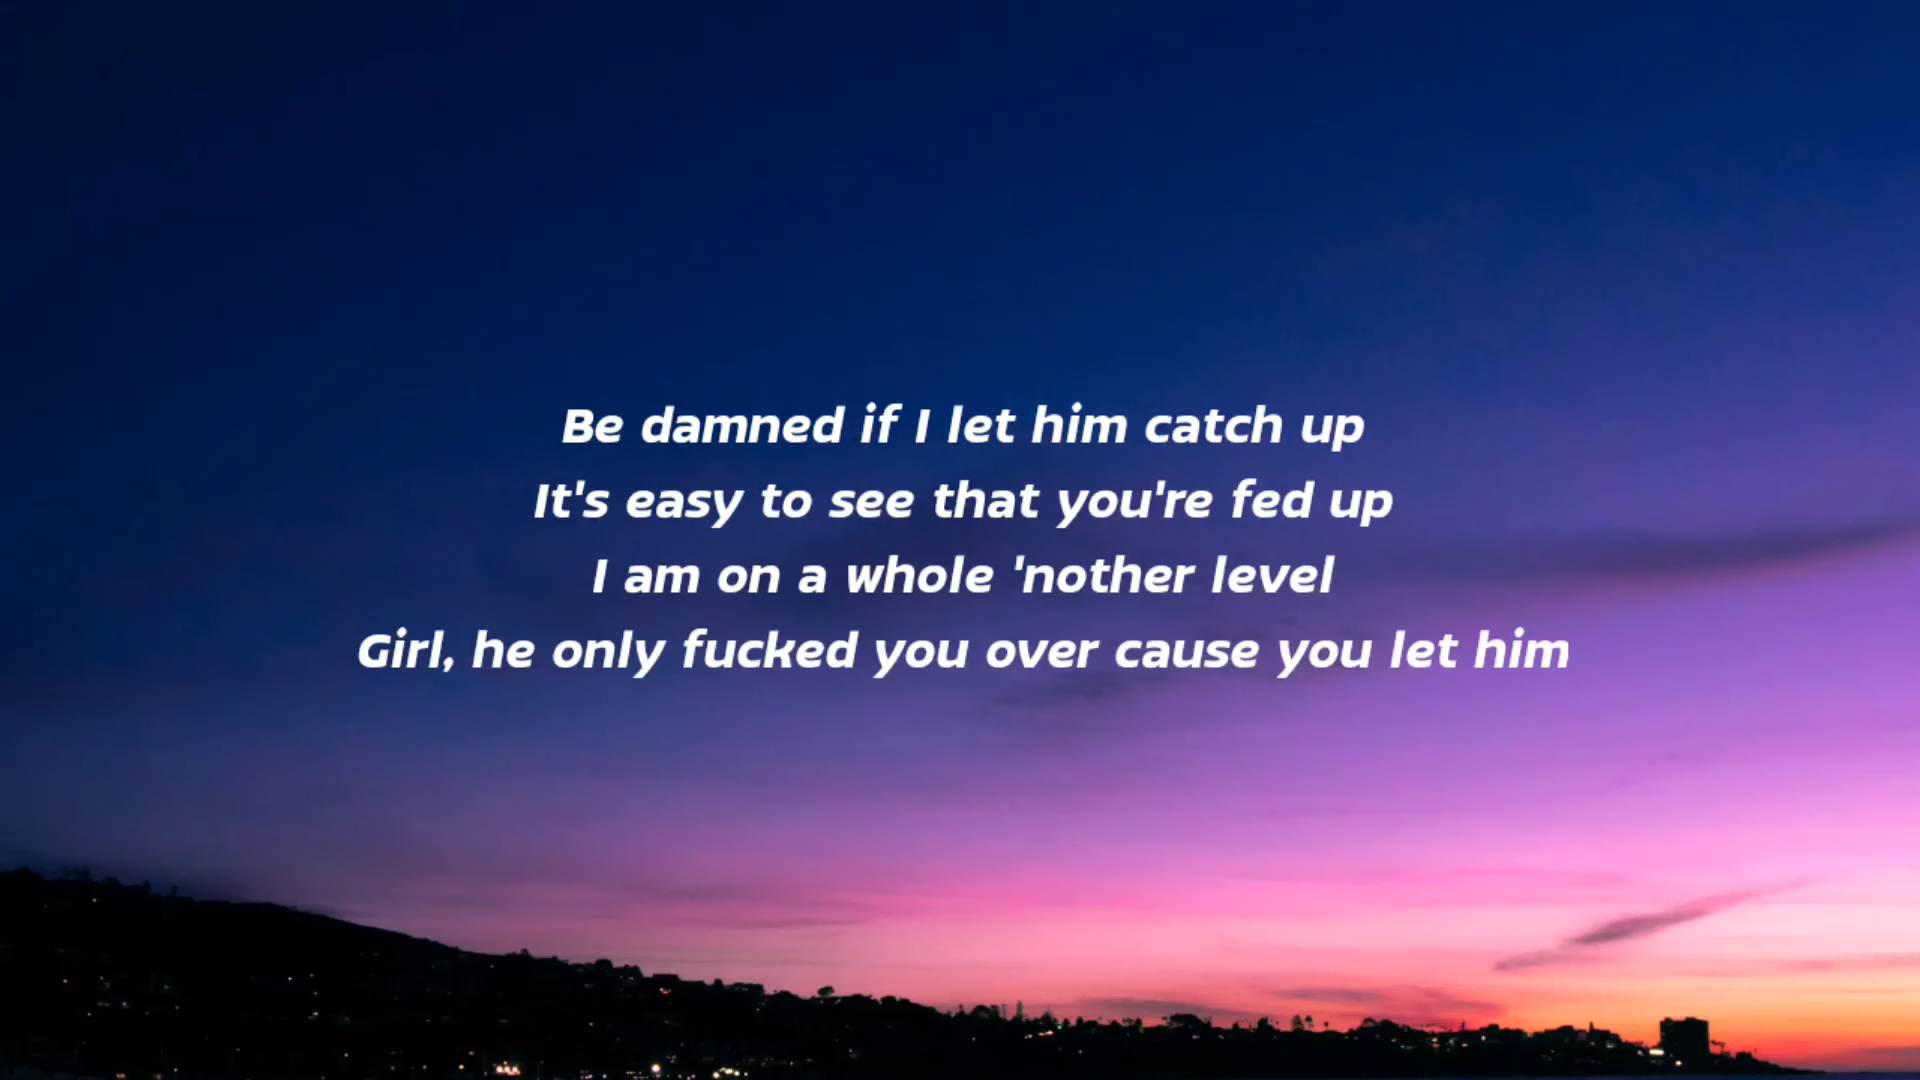 Be damned if I let him catch up
It's easy to see that you're fed up
I am on a whole 'nother level
Girl, he only fucked you over cause you let him